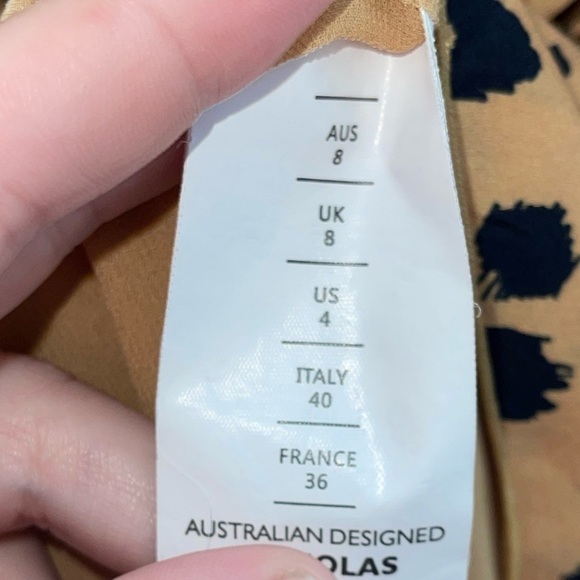 AUS
8
UK
8
US
4
ITALY
40
FRANCE
36
AUSTRALIAN DESIGNED